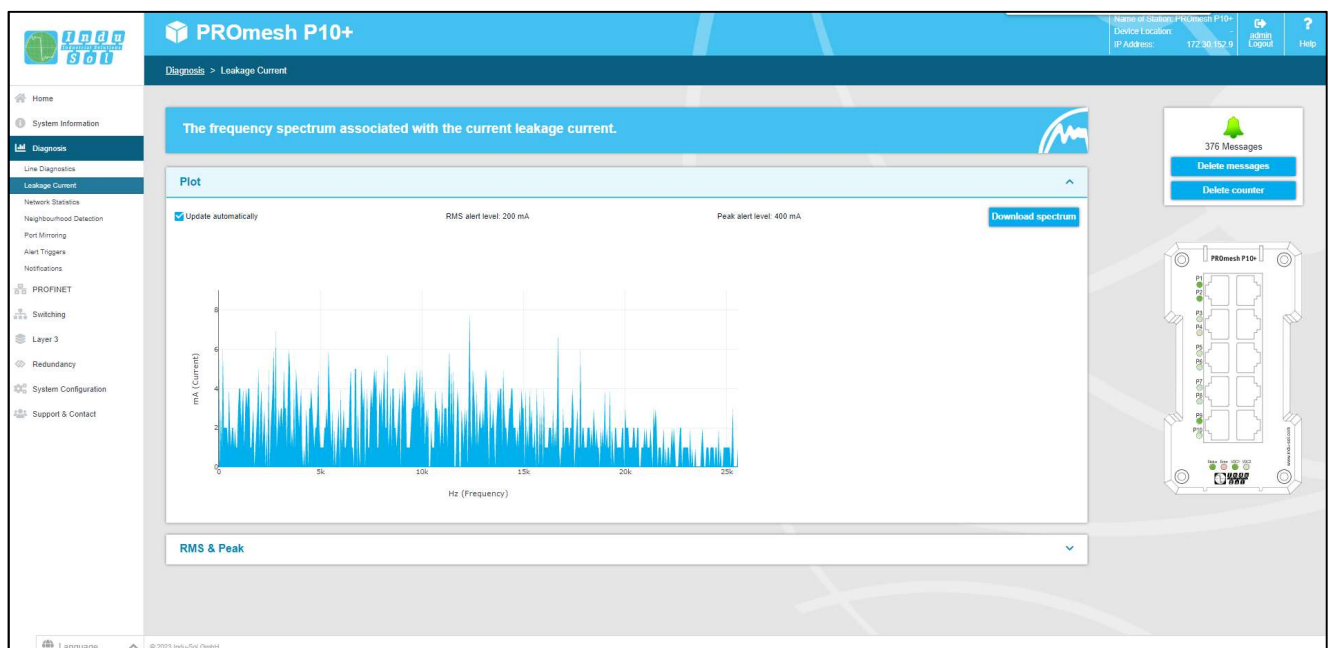 Indu
Industrial Solutions
Sol
PROmesh P10+
Name of Station: PROmesh P10+
Device Location: -
IP Address: 172.30.152.9
admin
Logout
?
Help
Diagnosis > Leakage Current
Home
System Information
Diagnosis
Line Diagnostics
Leakage Current
Network Statistics
Neighbourhood Detection
Port Mirroring
Alert Triggers
Notifications
PROFINET
Switching
Layer 3
Redundancy
System Configuration
Support & Contact
The frequency spectrum associated with the current leakage current.
Plot
Update automatically
RMS alert level: 200 mA
Peak alert level: 400 mA
Download spectrum
8
6
4
2
0
mA (Current)
0
5k
10k
15k
20k
25k
Hz (Frequency)
RMS & Peak
376 Messages
Delete messages
Delete counter
PROmesh P10+
P1
P2
P3
P4
P5
P6
P7
P8
P9
P10
Language
© 2023 Indu-Sol GmbH